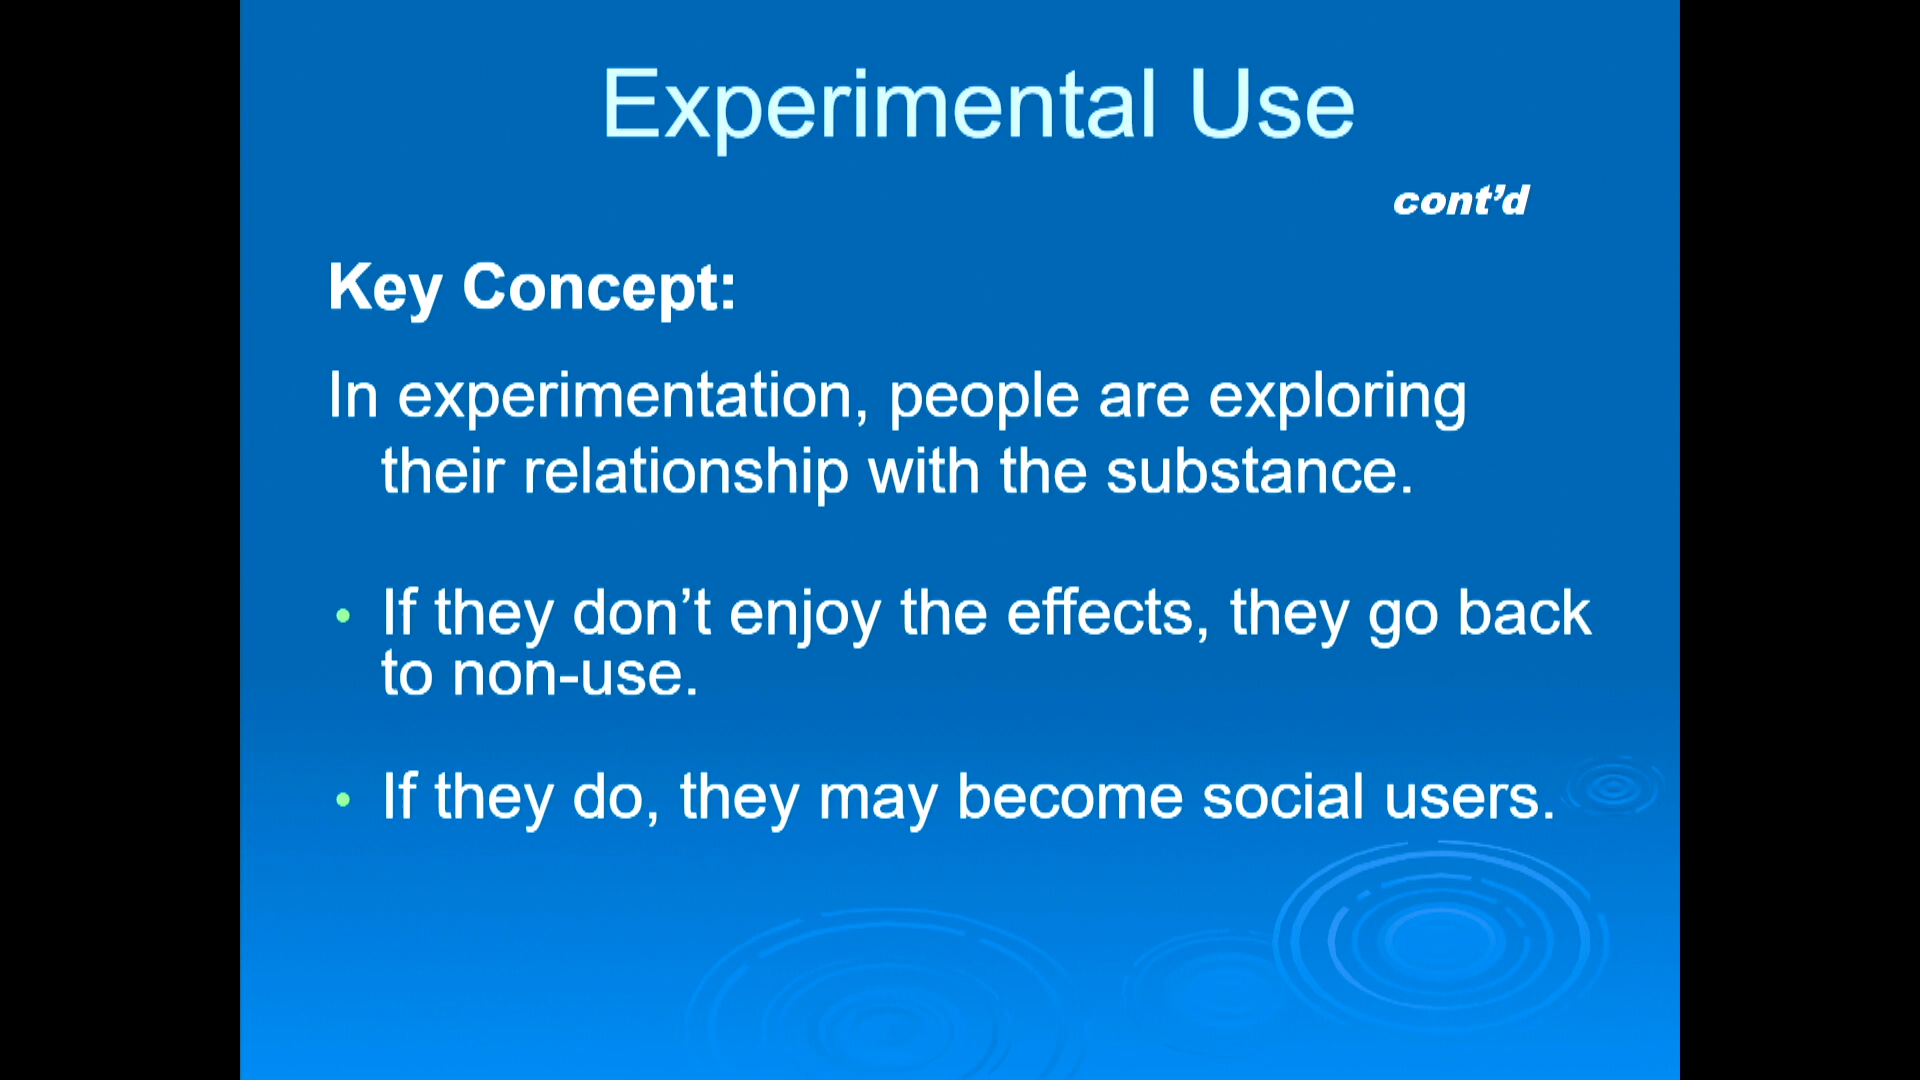 Experimental Use
cont’d
Key Concept:
In experimentation, people are exploring
their relationship with the substance.
• If they don’t enjoy the effects, they go back
to non-use.
• If they do, they may become social users.